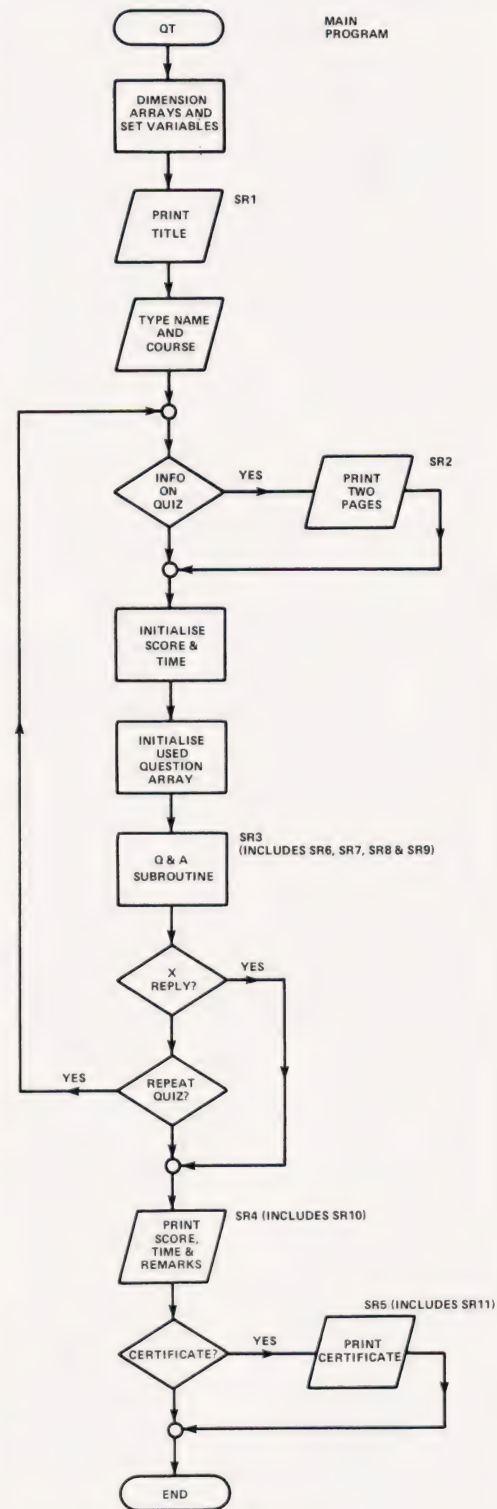 QT
MAIN
PROGRAM
DIMENSION
ARRAYS AND
SET VARIABLES
SR1
PRINT
TITLE
TYPE NAME
AND
COURSE
INFO
ON
QUIZ
YES
SR2
PRINT
TWO
PAGES
INITIALISE
SCORE &
TIME
INITIALISE
USED
QUESTION
ARRAY
SR3
(INCLUDES SR6, SR7, SR8 & SR9)
Q & A
SUBROUTINE
X
REPLY?
YES
YES
REPEAT
QUIZ?
SR4 (INCLUDES SR10)
PRINT
SCORE,
TIME &
REMARKS
SR5 (INCLUDES SR11)
CERTIFICATE?
YES
PRINT
CERTIFICATE
END